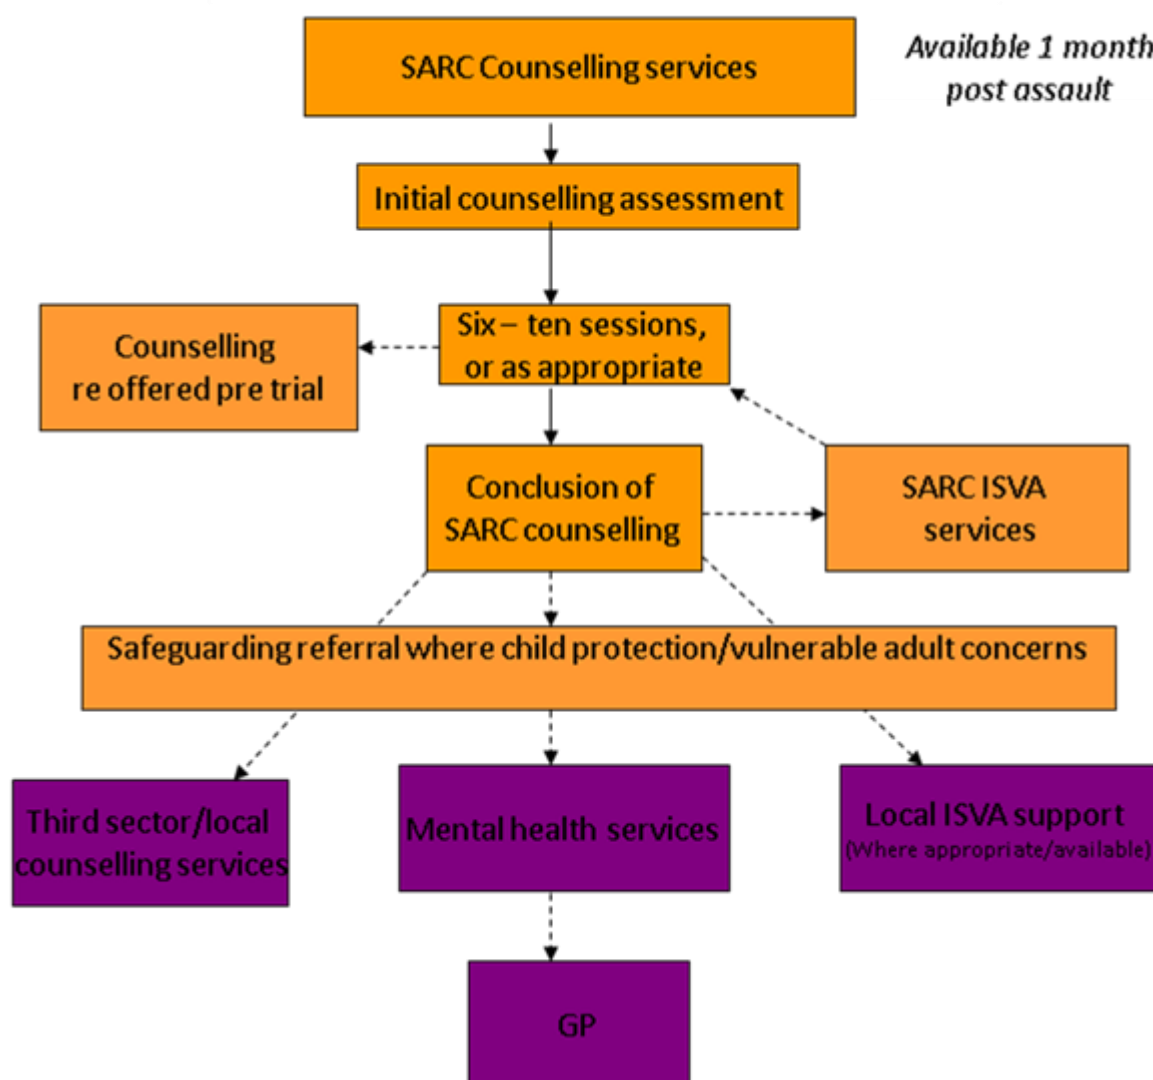 SARC Counselling services
Available 1 month
post assault
Initial counselling assessment
Six – ten sessions,
or as appropriate
Counselling
re offered pre trial
Conclusion of
SARC counselling
SARC ISVA
services
Safeguarding referral where child protection/vulnerable adult concerns
Third sector/local
counselling services
Mental health services
Local ISVA support
(Where appropriate/available)
GP